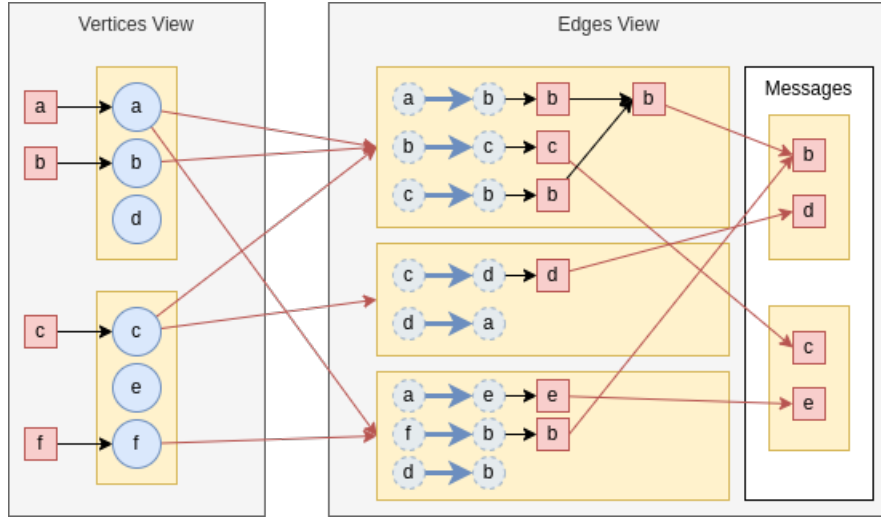 Vertices View
a a
b b
d
c c
e
f f
Edges View
a b b b
b c c
c b b
c d d
d a
a e e
f b b
d b
Messages
b
d
c
e